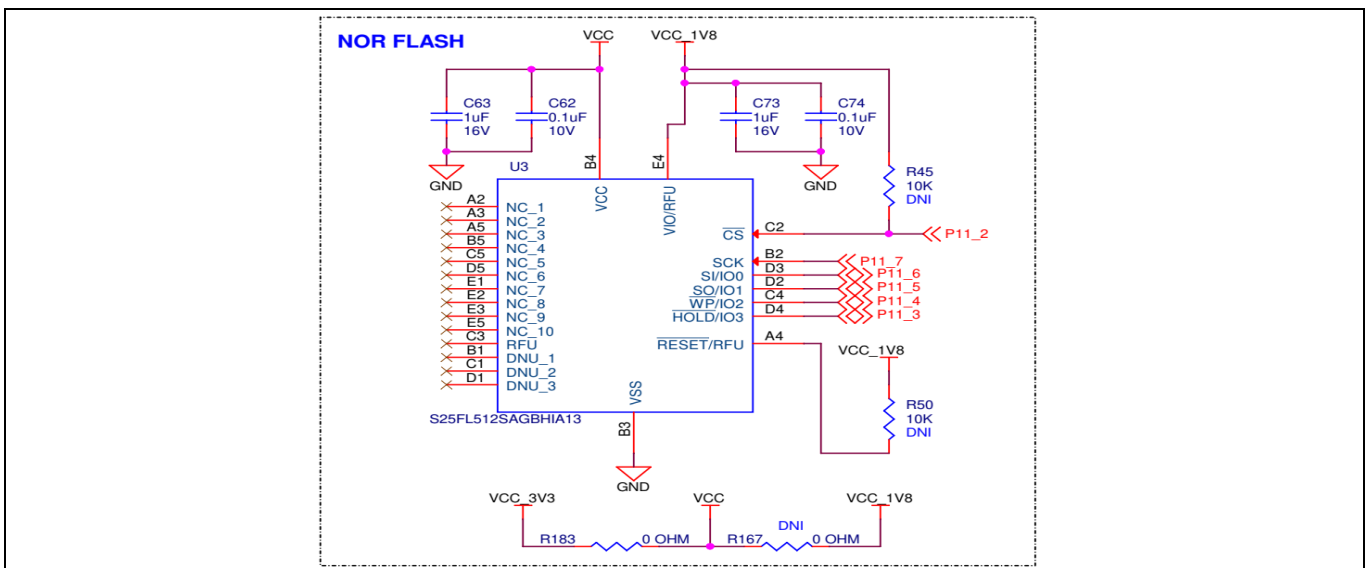 NOR FLASH
VCC
VCC_1V8
C63
1uF
16V
C62
0.1uF
10V
C73
1uF
16V
C74
0.1uF
10V
GND
GND
R45
10K
DNI
U3
B4
E4
VCC
VIO/RFU
A2 NC_1
A3 NC_2
A5 NC_3
B5 NC_4
C5 NC_5
D5 NC_6
E1 NC_7
E2 NC_8
E3 NC_9
E5 NC_10
C3 RFU
B1 DNU_1
C1 DNU_2
D1 DNU_3
CS C2 P11_2
SCK B2 P11_7
SI/IO0 D3 P11_6
SO/IO1 D2 P11_5
WP/IO2 C4 P11_4
HOLD/IO3 D4 P11_3
RESET/RFU A4
VCC_1V8
R50
10K
DNI
VSS
S25FL512SAGBHIA13
B3
GND
VCC_3V3
VCC
VCC_1V8
DNI
R183 0 OHM
R167 0 OHM